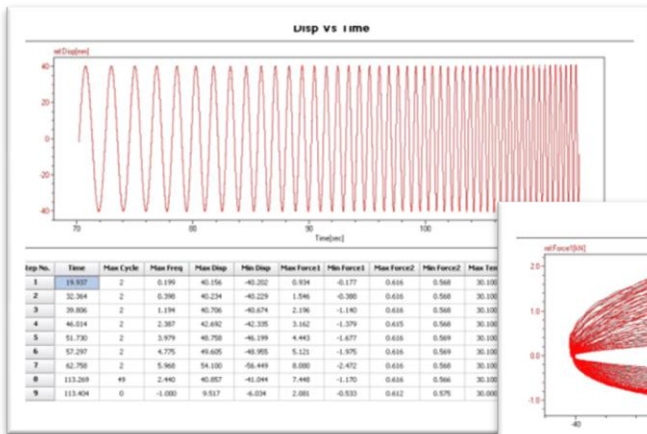 Disp Vs Time
ref.Disp[mm]
40
20
0
-20
-40
70 80 90 100
Time[sec]
Step No. Time Max Cycle Max Freq Max Disp Min Disp Max Force1 Min Force1 Max Force2 Min Force2 Max Tem
1 19.937 2 0.199 40.156 -40.202 0.934 -0.177 0.616 0.568 30.100
2 32.364 2 0.398 40.234 -40.229 1.546 -0.388 0.616 0.568 30.100
3 39.806 2 1.194 40.706 -40.674 2.196 -1.140 0.616 0.568 30.100
4 46.014 2 2.387 42.692 -42.335 3.162 -1.379 0.615 0.568 30.100
5 51.730 2 3.979 48.758 -46.199 4.443 -1.677 0.616 0.569 30.100
6 57.297 2 4.775 49.605 -48.955 5.121 -1.975 0.616 0.569 30.100
7 62.758 2 5.968 54.100 -56.449 8.080 -2.472 0.616 0.568 30.100
8 113.269 49 2.440 40.857 -41.044 7.448 -1.170 0.616 0.566 30.100
9 113.404 0 -1.000 9.517 -6.034 2.081 -0.533 0.612 0.575 30.000
ref.Force1[kN]
2.0
1.0
0.0
-1.0
-40